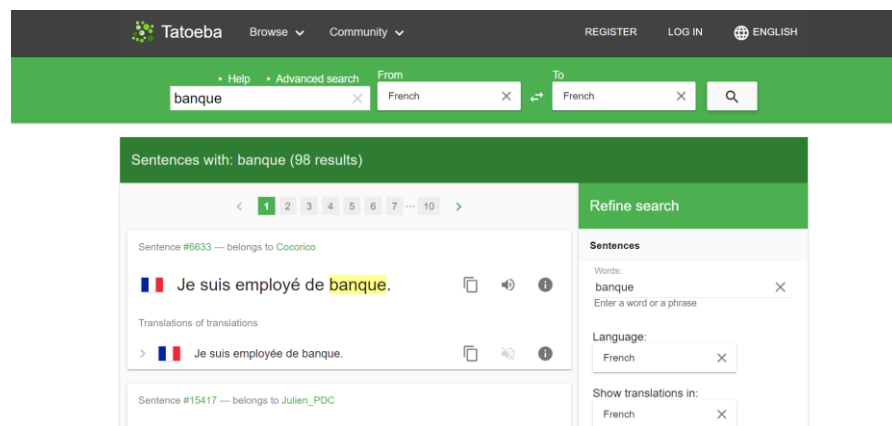 Tatoeba Browse Community REGISTER LOG IN ENGLISH
Help Advanced search From To
banque French French
Sentences with: banque (98 results)
1 2 3 4 5 6 7 ... 10
Refine search
Sentence #6633 — belongs to Cocorico
Sentences
Je suis employé de banque.
Words:
banque
Enter a word or a phrase
Translations of translations
Language:
Je suis employée de banque.
French
Sentence #15417 — belongs to Julien_PDC
Show translations in:
French